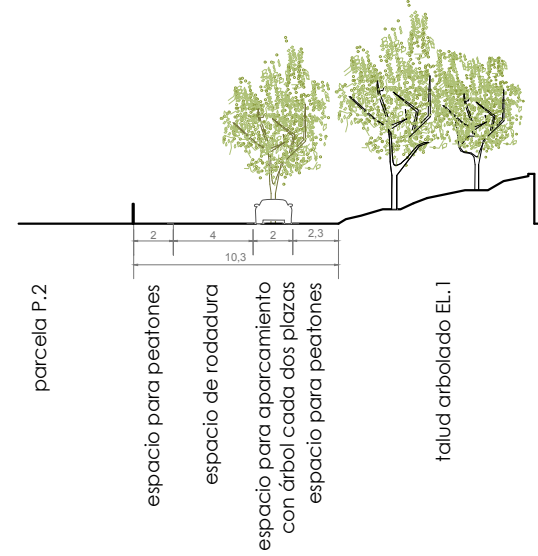 2
4
2
2,3
10,3
parcela P.2
espacio para peatones
espacio de rodadura
espacio para aparcamiento
con árbol cada dos plazas
espacio para peatones
talud arbolado EL.1